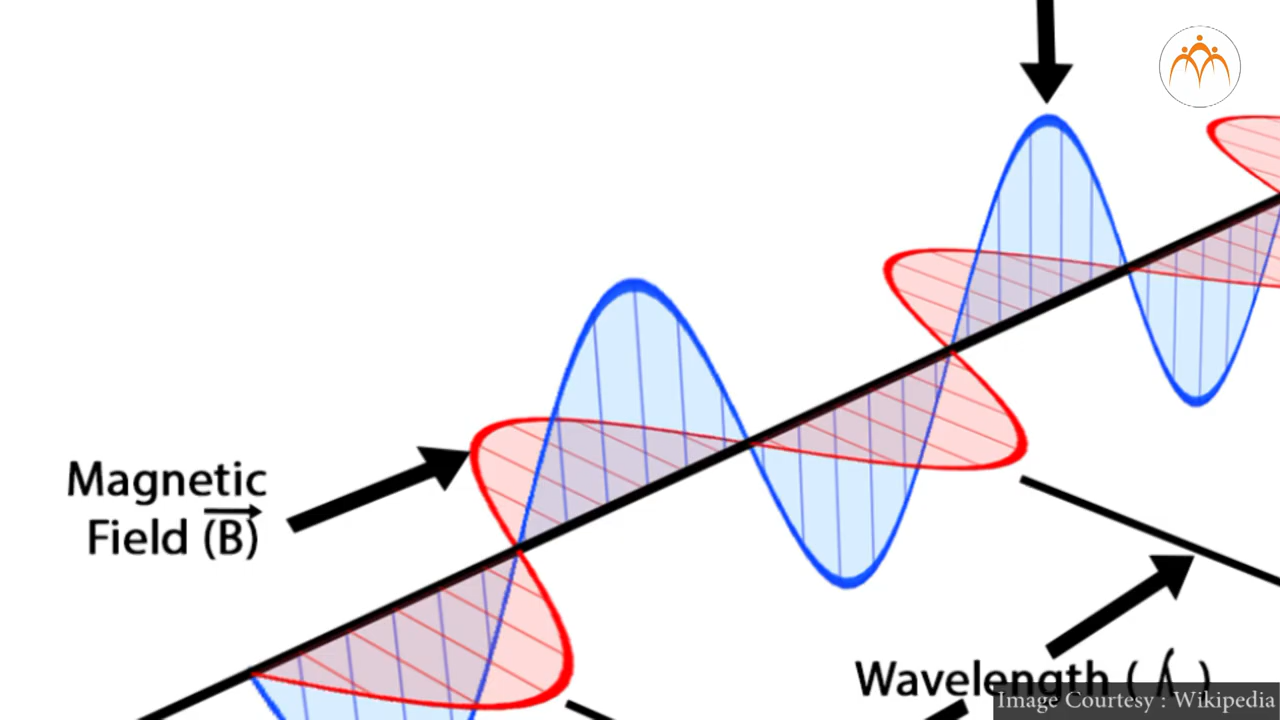 Magnetic
Field (B)
Wavelength ( λ )
Image Courtesy : Wikipedia